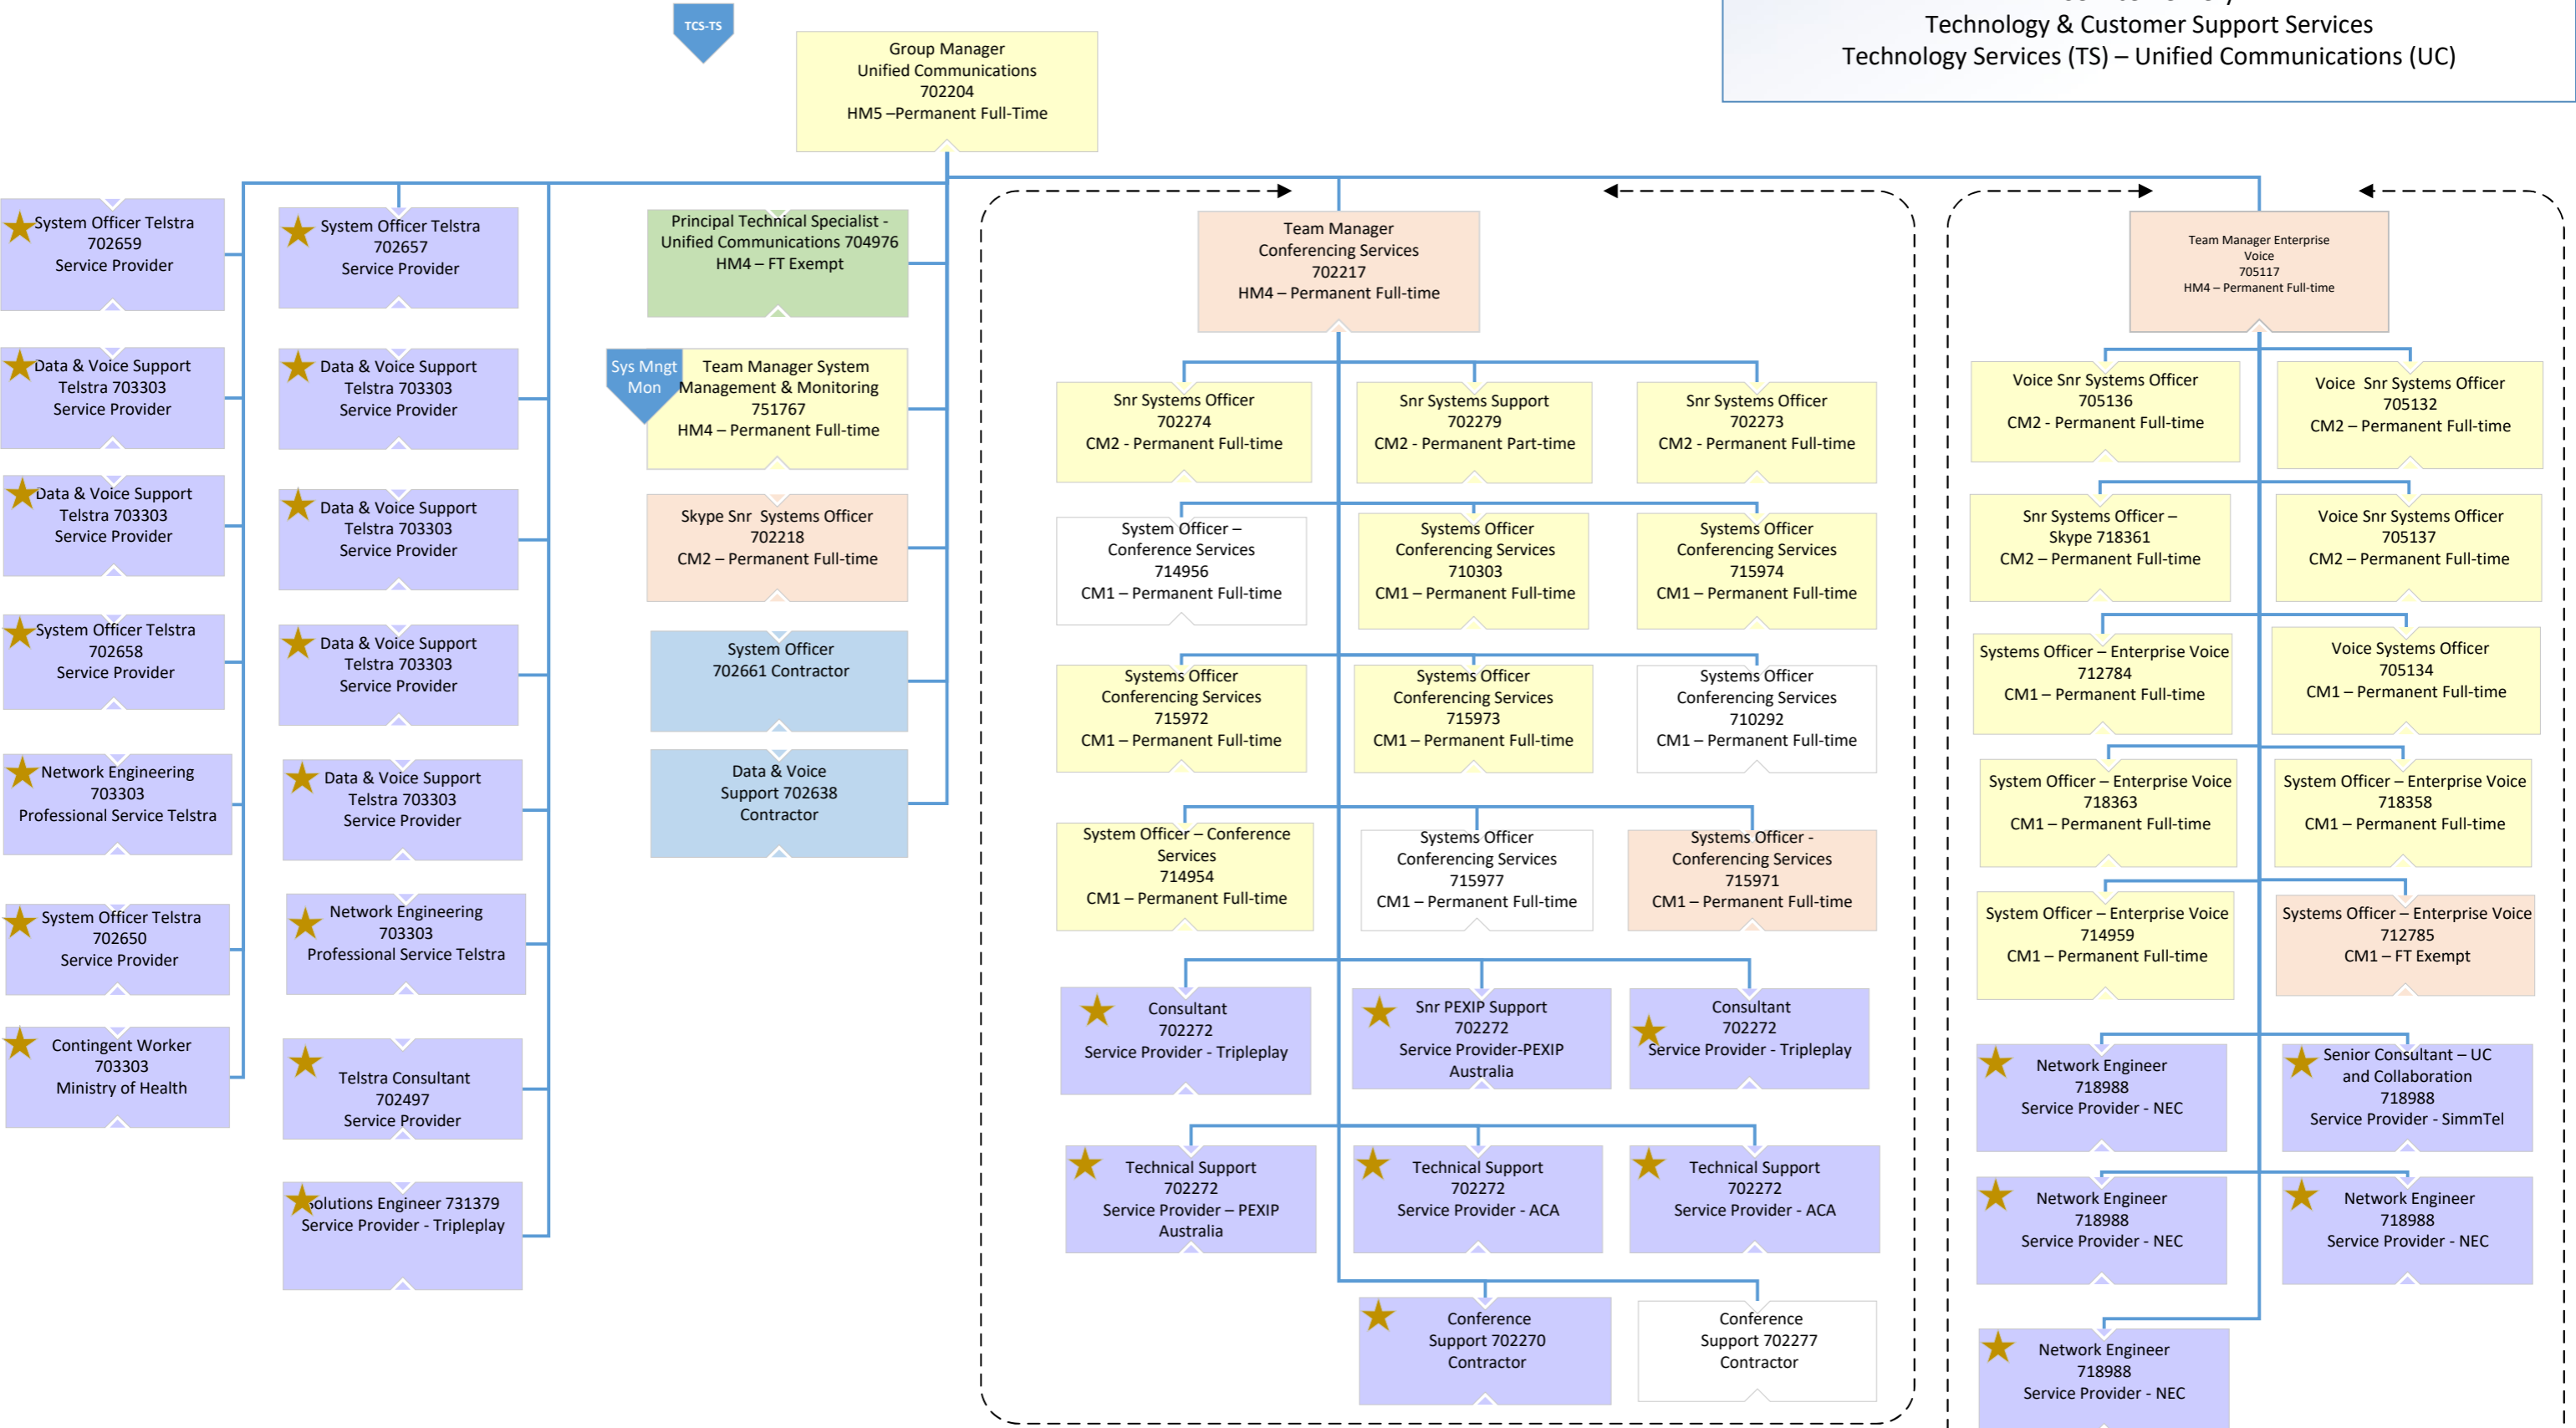 TCS-TS
Technology & Customer Support Services
Technology Services (TS) – Unified Communications (UC)
Group Manager
Unified Communications
702204
HM5 –Permanent Full-Time
System Officer Telstra
702659
Service Provider
Data & Voice Support
Telstra 703303
Service Provider
Data & Voice Support
Telstra 703303
Service Provider
System Officer Telstra
702658
Service Provider
Network Engineering
703303
Professional Service Telstra
System Officer Telstra
702650
Service Provider
Contingent Worker
703303
Ministry of Health
System Officer Telstra
702657
Service Provider
Data & Voice Support
Telstra 703303
Service Provider
Data & Voice Support
Telstra 703303
Service Provider
Data & Voice Support
Telstra 703303
Service Provider
Data & Voice Support
Telstra 703303
Service Provider
Network Engineering
703303
Professional Service Telstra
Telstra Consultant
702497
Service Provider
Solutions Engineer 731379
Service Provider - Tripleplay
Principal Technical Specialist -
Unified Communications 704976
HM4 – FT Exempt
Sys Mngt
Mon
Team Manager System
Management & Monitoring
751767
HM4 – Permanent Full-time
Skype Snr  Systems Officer
702218
CM2 – Permanent Full-time
System Officer
702661 Contractor
Data & Voice
Support 702638
Contractor
Team Manager
Conferencing Services
702217
HM4 – Permanent Full-time
Snr Systems Officer
702274
CM2 - Permanent Full-time
Snr Systems Support
702279
CM2 - Permanent Part-time
Snr Systems Officer
702273
CM2 - Permanent Full-time
System Officer –
Conference Services
714956
CM1 – Permanent Full-time
Systems Officer
Conferencing Services
710303
CM1 – Permanent Full-time
Systems Officer
Conferencing Services
715974
CM1 – Permanent Full-time
Systems Officer
Conferencing Services
715972
CM1 – Permanent Full-time
Systems Officer
Conferencing Services
715973
CM1 – Permanent Full-time
Systems Officer
Conferencing Services
710292
CM1 – Permanent Full-time
System Officer – Conference
Services
714954
CM1 – Permanent Full-time
Systems Officer
Conferencing Services
715977
CM1 – Permanent Full-time
Systems Officer -
Conferencing Services
715971
CM1 – Permanent Full-time
Consultant
702272
Service Provider - Tripleplay
Snr PEXIP Support
702272
Service Provider-PEXIP
Australia
Consultant
702272
Service Provider - Tripleplay
Technical Support
702272
Service Provider – PEXIP
Australia
Technical Support
702272
Service Provider - ACA
Technical Support
702272
Service Provider - ACA
Conference
Support 702270
Contractor
Conference
Support 702277
Contractor
Team Manager Enterprise
Voice
705117
HM4 – Permanent Full-time
Voice Snr Systems Officer
705136
CM2 - Permanent Full-time
Voice  Snr Systems Officer
705132
CM2 – Permanent Full-time
Snr Systems Officer –
Skype 718361
CM2 – Permanent Full-time
Voice Snr Systems Officer
705137
CM2 – Permanent Full-time
Systems Officer – Enterprise Voice
712784
CM1 – Permanent Full-time
Voice Systems Officer
705134
CM1 – Permanent Full-time
System Officer – Enterprise Voice
718363
CM1 – Permanent Full-time
System Officer – Enterprise Voice
718358
CM1 – Permanent Full-time
System Officer – Enterprise Voice
714959
CM1 – Permanent Full-time
Systems Officer – Enterprise Voice
712785
CM1 – FT Exempt
Network Engineer
718988
Service Provider - NEC
Senior Consultant – UC
and Collaboration
718988
Service Provider - SimmTel
Network Engineer
718988
Service Provider - NEC
Network Engineer
718988
Service Provider - NEC
Network Engineer
718988
Service Provider - NEC